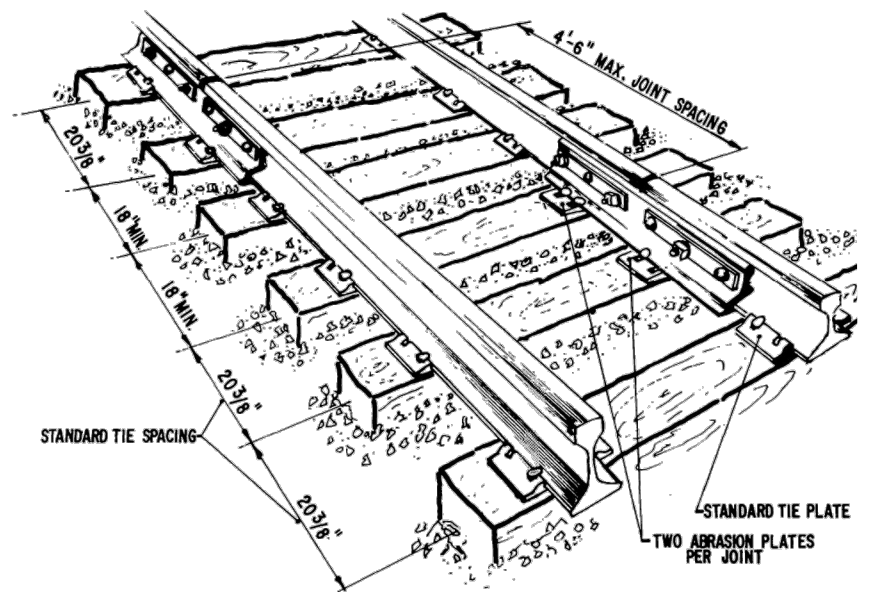 4'-6" MAX. JOINT SPACING
20 3/8"
18" MIN.
18" MIN.
20 3/8"
STANDARD TIE SPACING
20 3/8"
STANDARD TIE PLATE
TWO ABRASION PLATES
PER JOINT